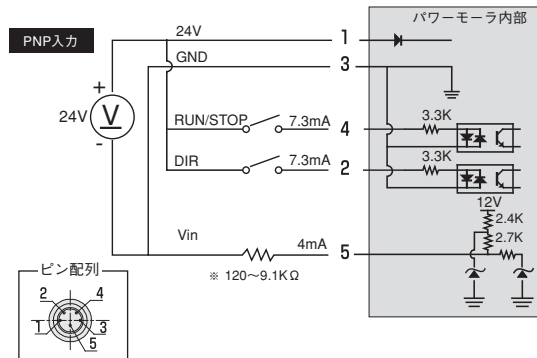 パワーモーラ内部
PNP入力
24V
1
GND
3
+
24V
V
-
RUN/STOP
7.3mA
4
3.3K
DIR
7.3mA
2
3.3K
12V
2.4K
2.7K
Vin
4mA
5
※ 120～9.1KΩ
ピン配列
2
4
1
3
5